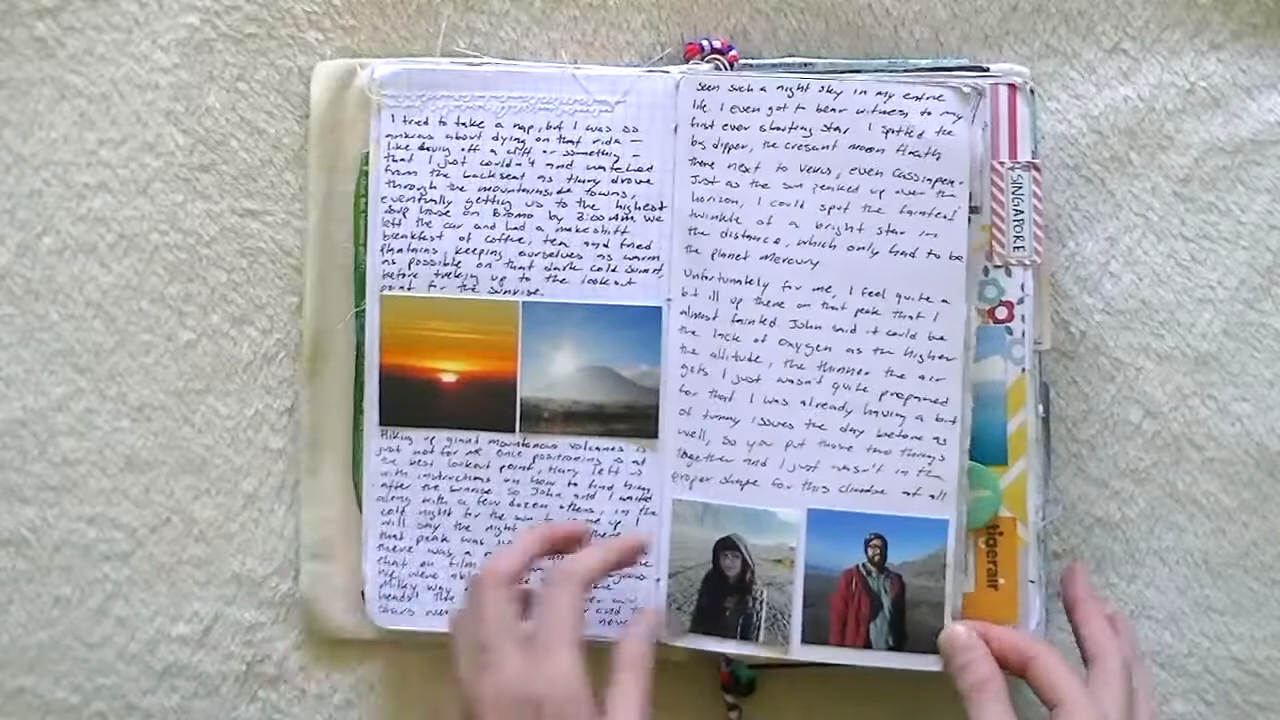 I tried to take a nap, but I was so
anxious about dying on that ride –
like driving off a cliff or something –
that I just couldn't and watched
from the backseat as Hury drove
through the mountainside towns,
eventually getting us to the highest
house on Bromo by 3:00 AM. We
left the car and had a makeshift
breakfast of coffee, tea and fried
plantains, keeping ourselves as warm
as possible on that dark cold summit
before treking up to the lookout
point for the sunrise.
Hiking up giant mountainous volcanoes is
just not for me. Once positioning is at
the best lookout point, Hury left us
with instructions on how to find him
after the sunrise so John and I waited
along with a few dozen others, in the
cold night for the sun to come up. I
will say the night
that peak was
there was a
that on film
We were
Milky way
heads! The
stars were
seen such a night sky in my entire
life. I even got to bear witness to my
first ever shooting star. I spotted the
big dipper, the cresant moon
there next to Venus, even Cassiopeia.
Just as the sun peaked up over the
horizon, I could spot the faintest
twinkle of a bright star in
the distance, which only had to be
the planet Mercury.
Unfortunately for me, I feel quite a
bit ill up there on that peak that I
almost fainted. John said it could be
the lack of oxygen as the higher
the altitude, the thinner the air
gets. I just wasn't quite prepared
for that. I was already having a bit
of tummy issues the day before as
well, so you put those two things
together and I just wasn't in the
proper shape for this climbe at all
SINGAPORE
tigerair